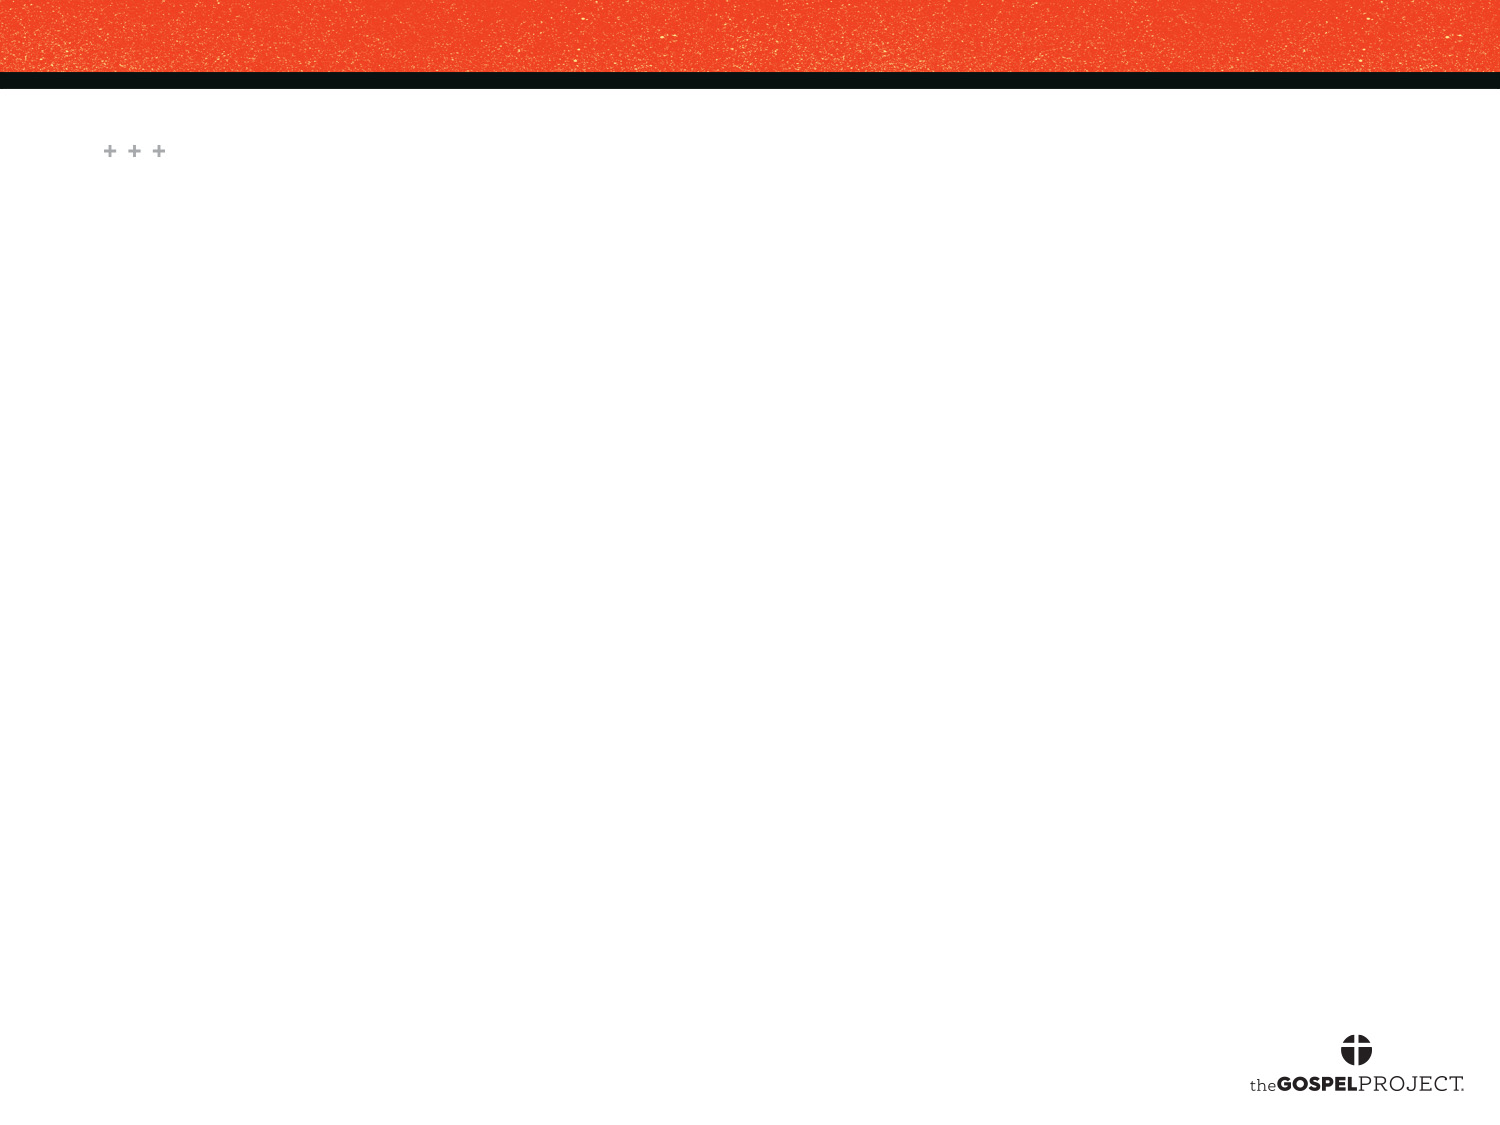 + + +
theGOSPELPROJECT.